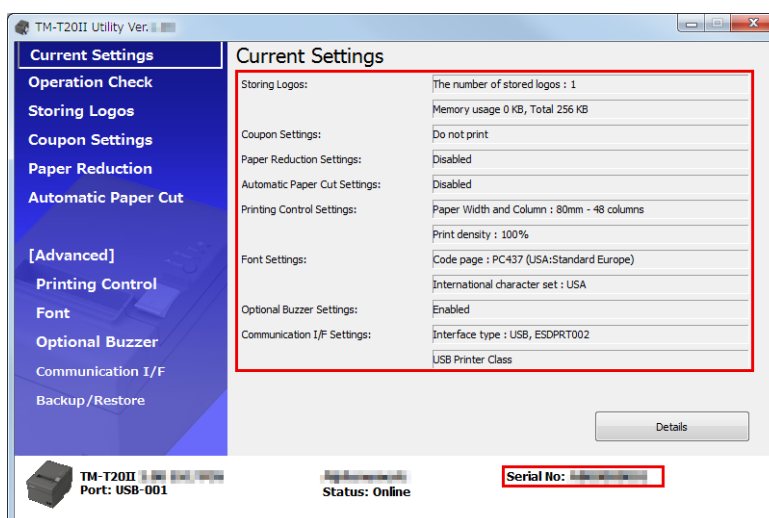 TM-T20II Utility Ver.
Current Settings
Operation Check
Storing Logos
Coupon Settings
Paper Reduction
Automatic Paper Cut
[Advanced]
Printing Control
Font
Optional Buzzer
Communication I/F
Backup/Restore
Current Settings
Storing Logos: The number of stored logos : 1
Memory usage 0 KB, Total 256 KB
Coupon Settings: Do not print
Paper Reduction Settings: Disabled
Automatic Paper Cut Settings: Disabled
Printing Control Settings: Paper Width and Column : 80mm - 48 columns
Print density : 100%
Font Settings: Code page : PC437 (USA:Standard Europe)
International character set : USA
Optional Buzzer Settings: Enabled
Communication I/F Settings: Interface type : USB, ESDPRT002
USB Printer Class
Details
TM-T20II
Port: USB-001
Status: Online
Serial No: